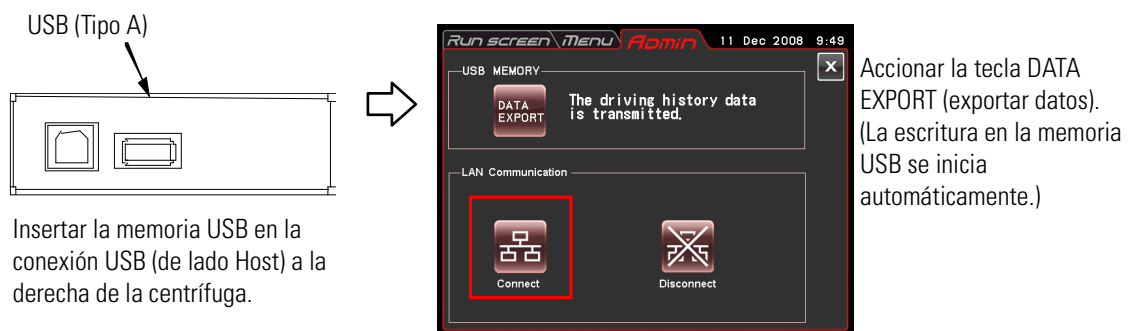 USB (Tipo A)
Insertar la memoria USB en la
conexión USB (de lado Host) a la
derecha de la centrífuga.
Run screen Menu Admin 11 Dec 2008 9:49
USB MEMORY
X
DATA
EXPORT
The driving history data
is transmitted.
LAN Communication
Connect
Disconnect
Accionar la tecla DATA
EXPORT (exportar datos).
(La escritura en la memoria
USB se inicia
automáticamente.)